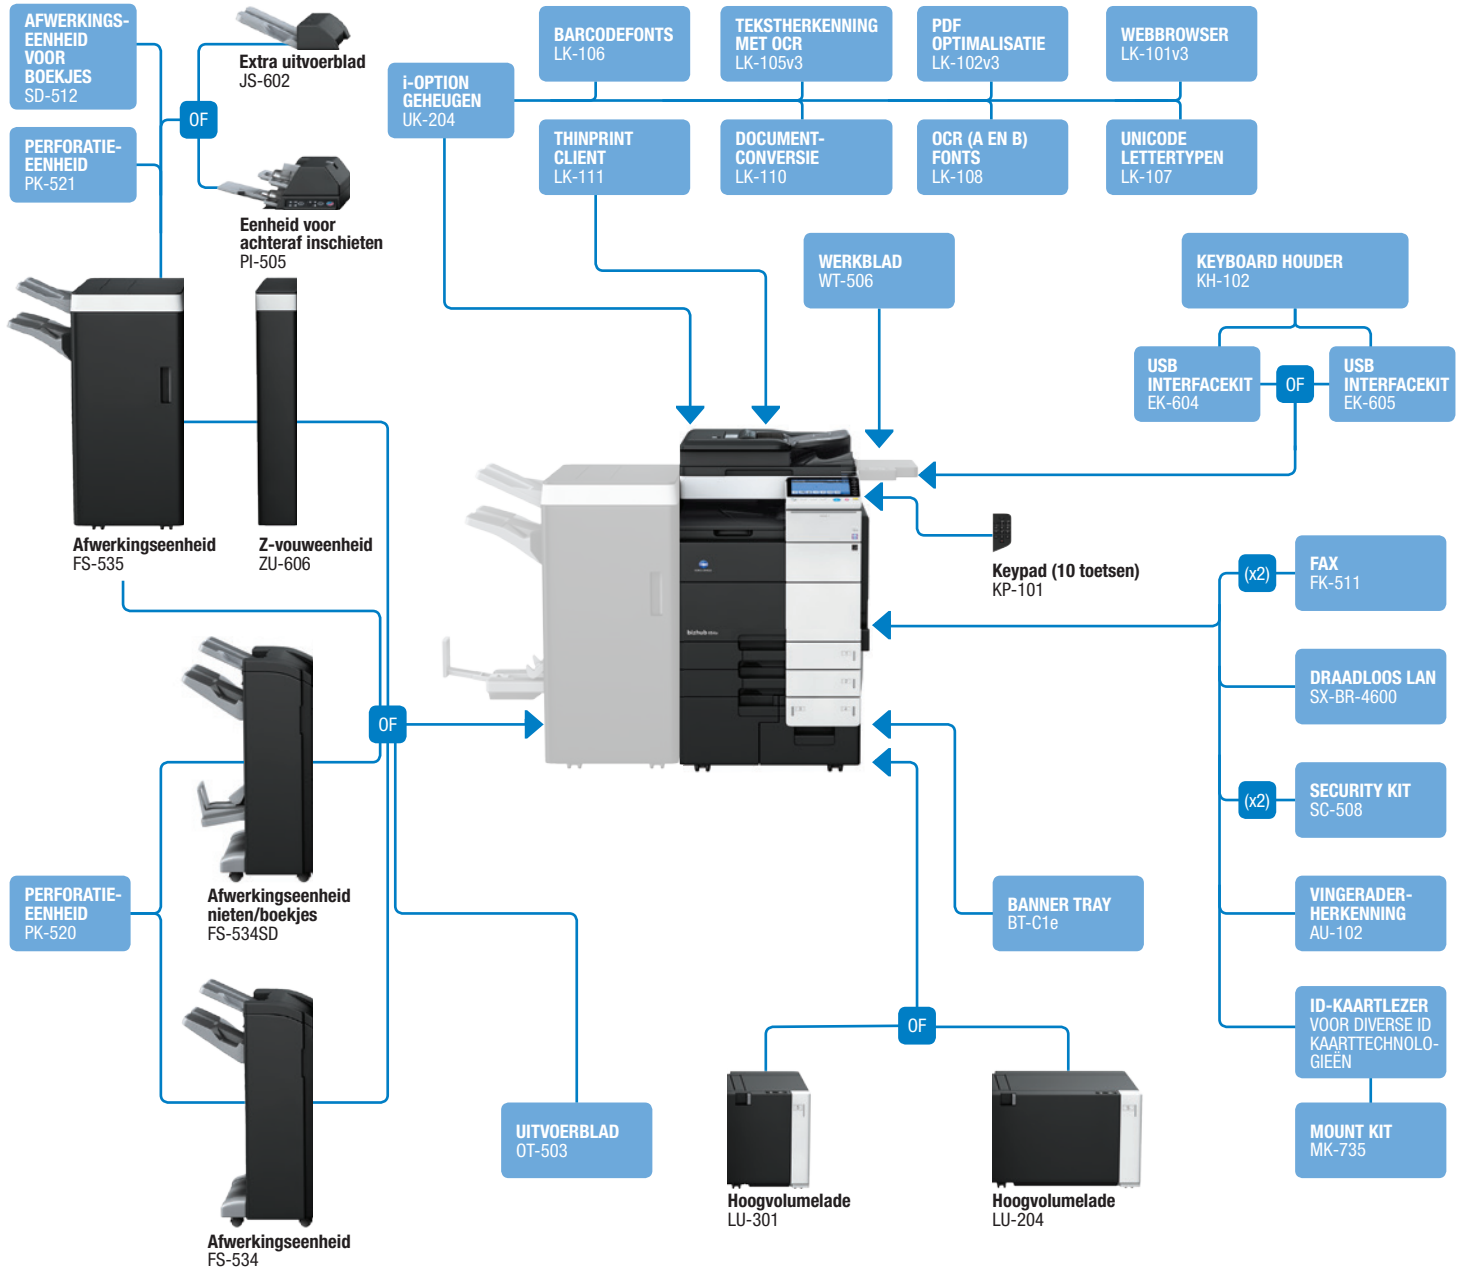 AFWERKINGS-
EENHEID
VOOR
BOEKJES
SD-512
PERFORATIE-
EENHEID
PK-521
OF
Extra uitvoerblad
JS-602
Eenheid voor
achteraf inschieten
PI-505
i-OPTION
GEHEUGEN
UK-204
BARCODEFONTS
LK-106
TEKSTHERKENNING
MET OCR
LK-105v3
PDF
OPTIMALISATIE
LK-102v3
WEBBROWSER
LK-101v3
THINPRINT
CLIENT
LK-111
DOCUMENT-
CONVERSIE
LK-110
OCR (A EN B)
FONTS
LK-108
UNICODE
LETTERTYPEN
LK-107
WERKBLAD
WT-506
KEYBOARD HOUDER
KH-102
USB
INTERFACEKIT
EK-604
OF
USB
INTERFACEKIT
EK-605
Afwerkingseenheid
FS-535
Z-vouweenheid
ZU-606
Keypad (10 toetsen)
KP-101
(x2)
FAX
FK-511
DRAADLOOS LAN
SX-BR-4600
(x2)
SECURITY KIT
SC-508
VINGERADER-
HERKENNING
AU-102
ID-KAARTLEZER
VOOR DIVERSE ID
KAARTTECHNOLO-
GIEËN
MOUNT KIT
MK-735
bizhub
OF
Afwerkingseenheid
nieten/boekjes
FS-534SD
PERFORATIE-
EENHEID
PK-520
Afwerkingseenheid
FS-534
UITVOERBLAD
OT-503
BANNER TRAY
BT-C1e
OF
Hoogvolumelade
LU-301
Hoogvolumelade
LU-204